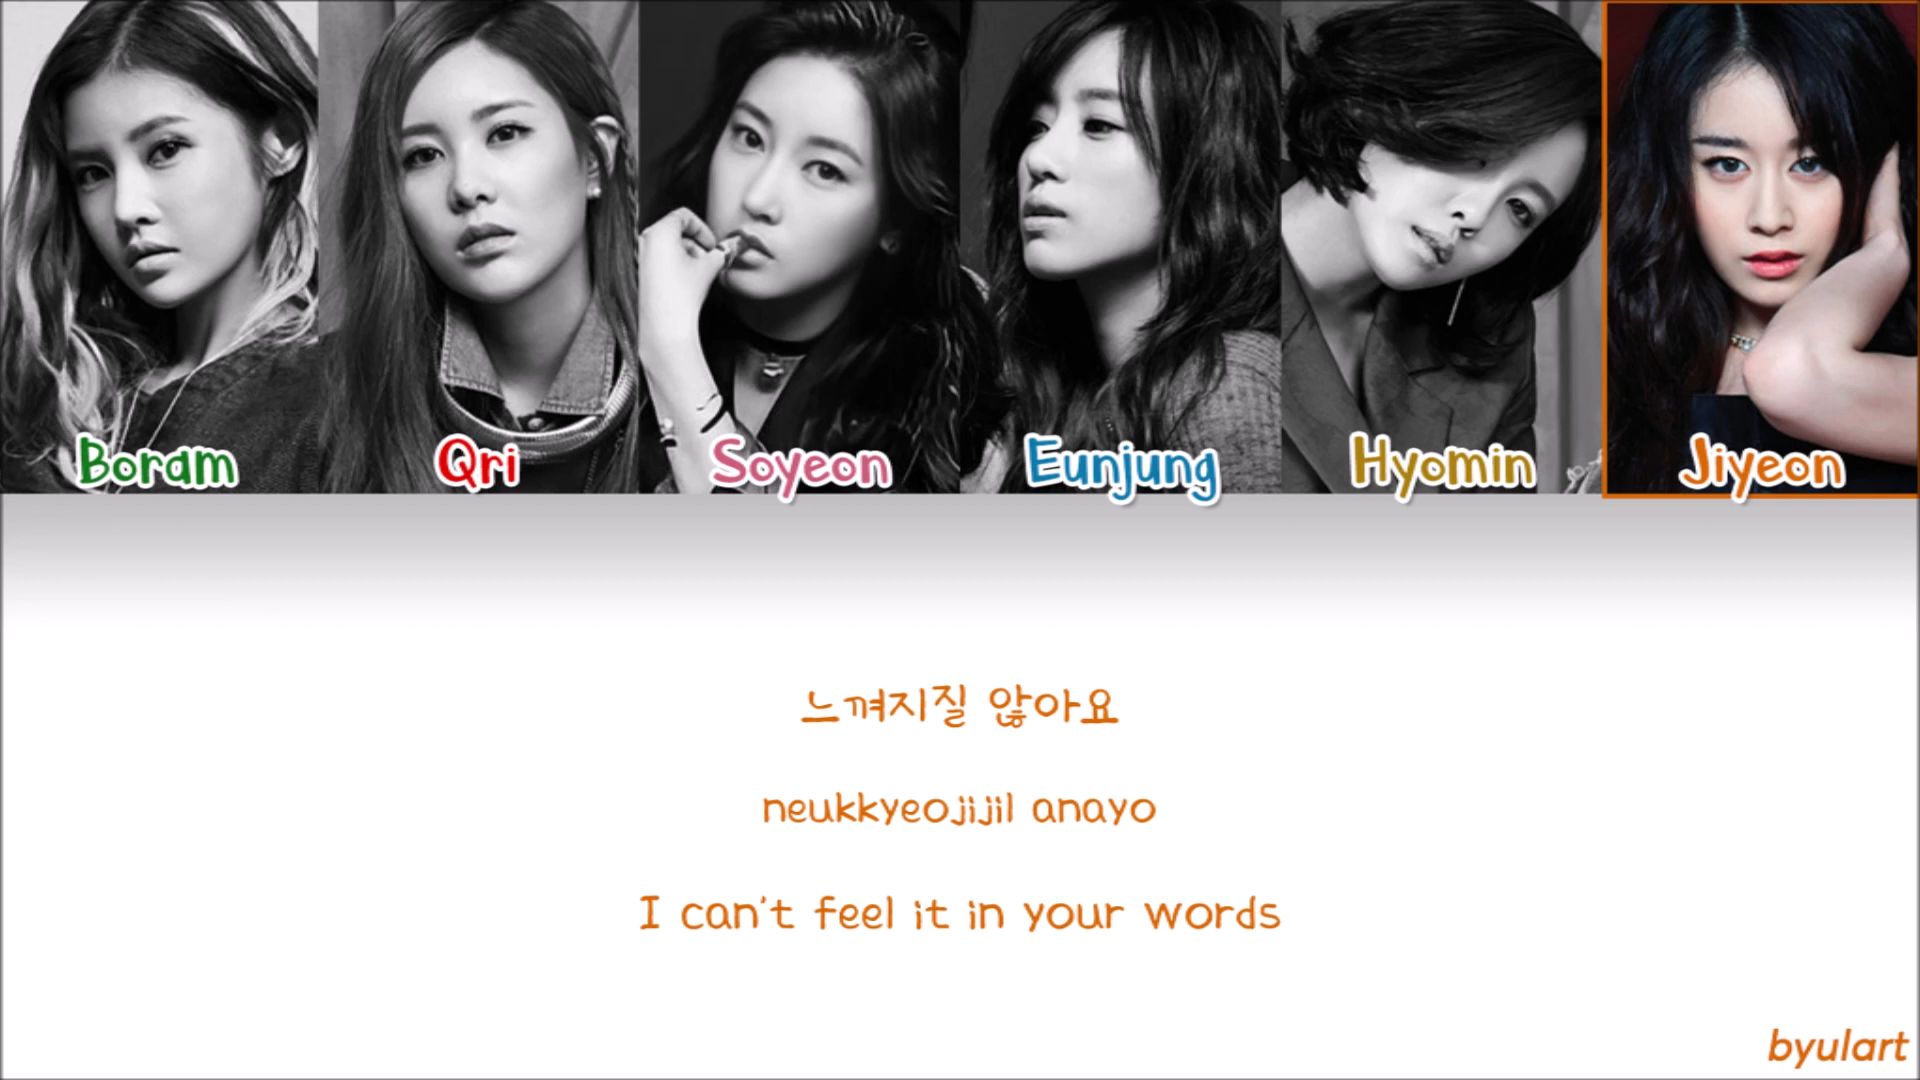 Boram Qri Soyeon Eunjung Hyomin Jiyeon
느껴지질 않아요
neukkyeojijil anayo
I can't feel it in your words
byulart